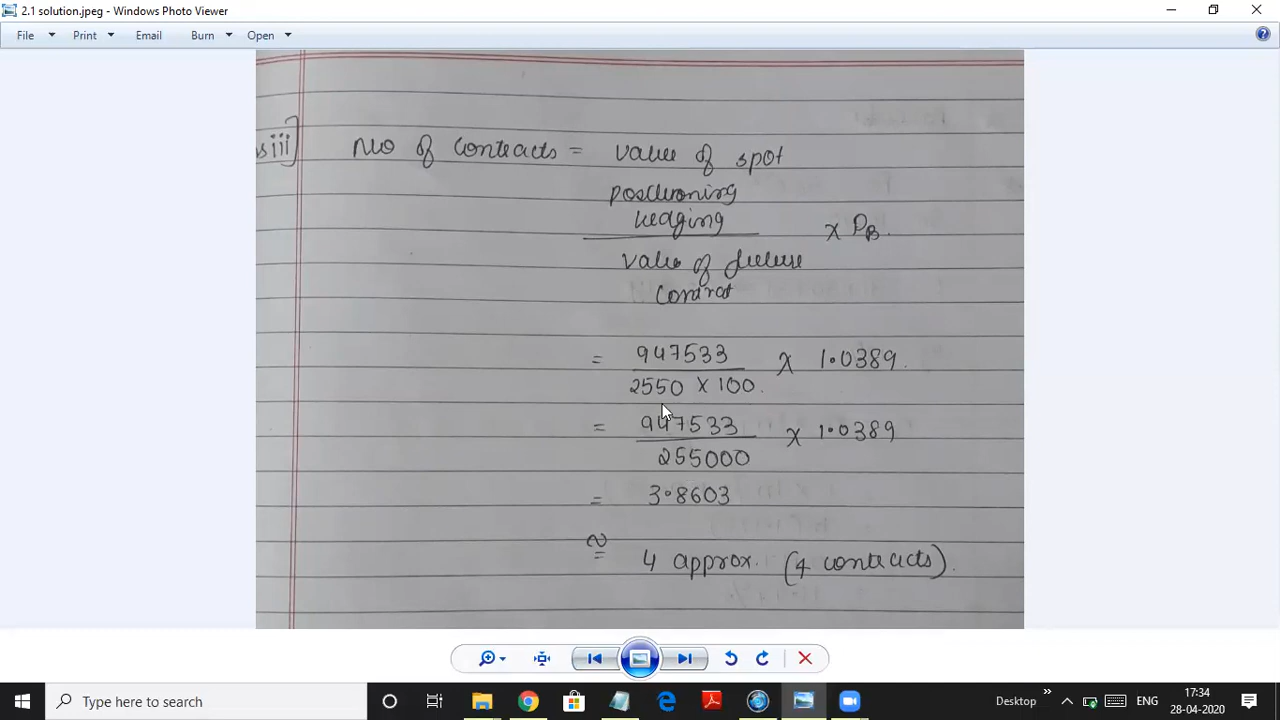 2.1 solution.jpeg - Windows Photo Viewer
File Print Email Burn Open
iii] No of contracts = value of spot
positioning
hedging
x PB.
value of future
contract
= 947533 X 1.0389.
2550 X 100.
= 947533 X 1.0389
255000
= 3.8603
≅ 4 approx. (4 contracts).
Type here to search
Desktop
ENG
17:34
28-04-2020